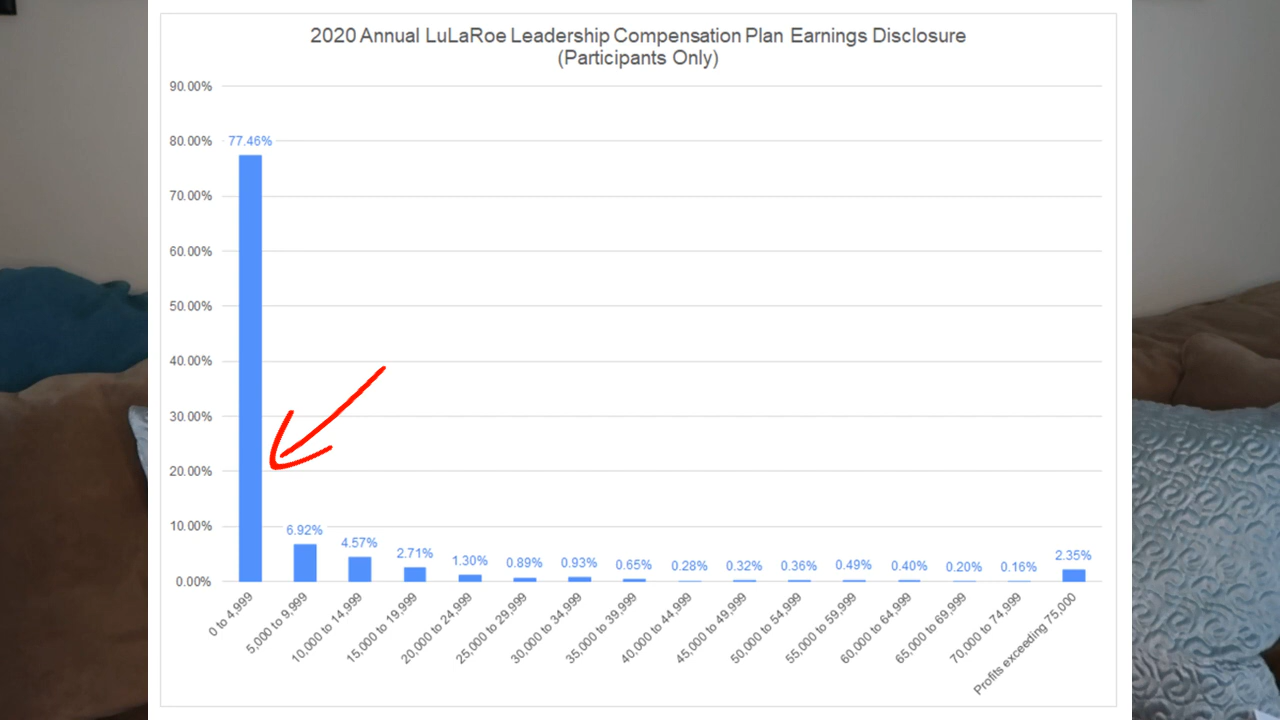 2020 Annual LuLaRoe Leadership Compensation Plan Earnings Disclosure
(Participants Only)
90.00%
80.00%
70.00%
60.00%
50.00%
40.00%
30.00%
20.00%
10.00%
0.00%
77.46%
6.92%
4.57%
2.71%
1.30%
0.89%
0.93%
0.65%
0.28%
0.32%
0.36%
0.49%
0.40%
0.20%
0.16%
2.35%
0 to 4,999
5,000 to 9,999
10,000 to 14,999
15,000 to 19,999
20,000 to 24,999
25,000 to 29,999
30,000 to 34,999
35,000 to 39,999
40,000 to 44,999
45,000 to 49,999
50,000 to 54,999
55,000 to 59,999
60,000 to 64,999
65,000 to 69,999
70,000 to 74,999
Profits exceeding 75,000